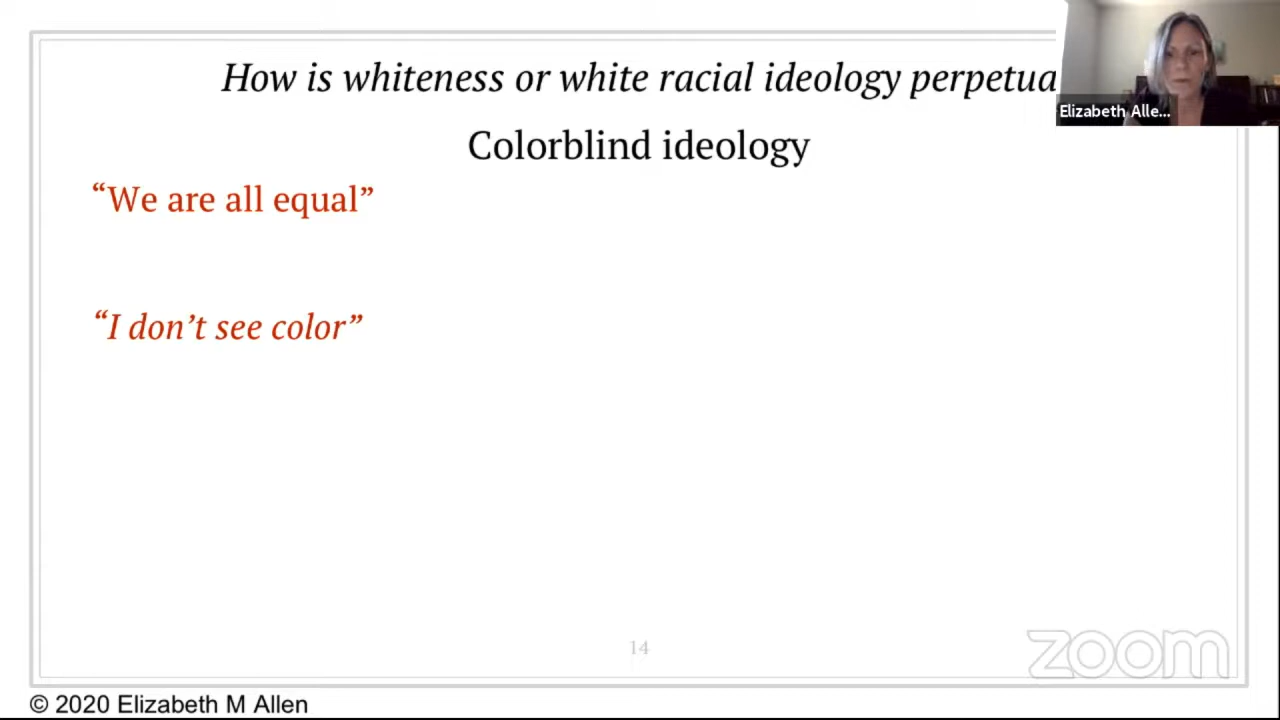 How is whiteness or white racial ideology perpetua
Elizabeth Alle...
Colorblind ideology
“We are all equal”
“I don’t see color”
14
zoom
© 2020 Elizabeth M Allen